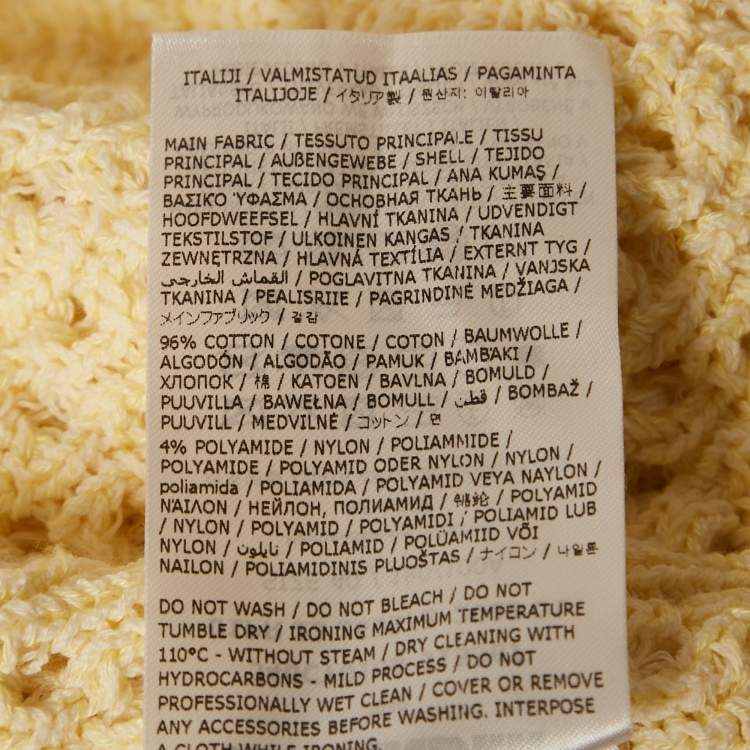 ITALIJI / VALMISTATUD ITAALIAS / PAGAMINTA
ITALIJOJE / イタリア製 / 원산지: 이탈리아
MAIN FABRIC / TESSUTO PRINCIPALE / TISSU
PRINCIPAL / AUßENGEWEBE / SHELL / TEJIDO
PRINCIPAL / TECIDO PRINCIPAL / ANA KUMAŞ /
ΒΑΣΙΚΌ ΎΦΑΣΜΑ / ОСНОВНАЯ ТКАНЬ / 主要面料 /
HOOFDWEEFSEL / HLAVNÍ TKANINA / UDVENDIGT
TEKSTILSTOF / ULKOINEN KANGAS / TKANINA
ZEWNĘTRZNA / HLAVNÁ TEXTÍLIA / EXTERNT TYG /
القماش الخارجي / POGLAVITNA TKANINA / VANJSKA
TKANINA / PEALISRIIE / PAGRINDINĖ MEDŽIAGA /
メインファブリック / 겉감
96% COTTON / COTONE / COTON / BAUMWOLLE /
ALGODÓN / ALGODÃO / PAMUK / ΒΑΜΒΆΚΙ /
ХЛОПОК / 棉 / KATOEN / BAVLNA / BOMULD /
PUUVILLA / BAWEŁNA / BOMULL / قطن / BOMBAŽ /
PUUVILL / MEDVILNĖ / コットン / 면
4% POLYAMIDE / NYLON / POLIAMMIDE /
POLYAMIDE / POLYAMID ODER NYLON / NYLON /
poliamida / POLIAMIDA / POLYAMID VEYA NAYLON /
ΝΆΙΛΟΝ / НЕЙЛОН, ПОЛИАМИД / 锦纶 / POLYAMID
/ NYLON / POLYAMID / POLYAMIDI / POLIAMID LUB
NYLON / نايلون / POLIAMID / POLÜAMIID VÕI
NAILON / POLIAMIDINIS PLUOŠTAS / ナイロン / 나일론
DO NOT WASH / DO NOT BLEACH / DO NOT
TUMBLE DRY / IRONING MAXIMUM TEMPERATURE
110°C - WITHOUT STEAM / DRY CLEANING WITH
HYDROCARBONS - MILD PROCESS / DO NOT
PROFESSIONALLY WET CLEAN / COVER OR REMOVE
ANY ACCESSORIES BEFORE WASHING. INTERPOSE
A CLOTH WHILE IRONING.